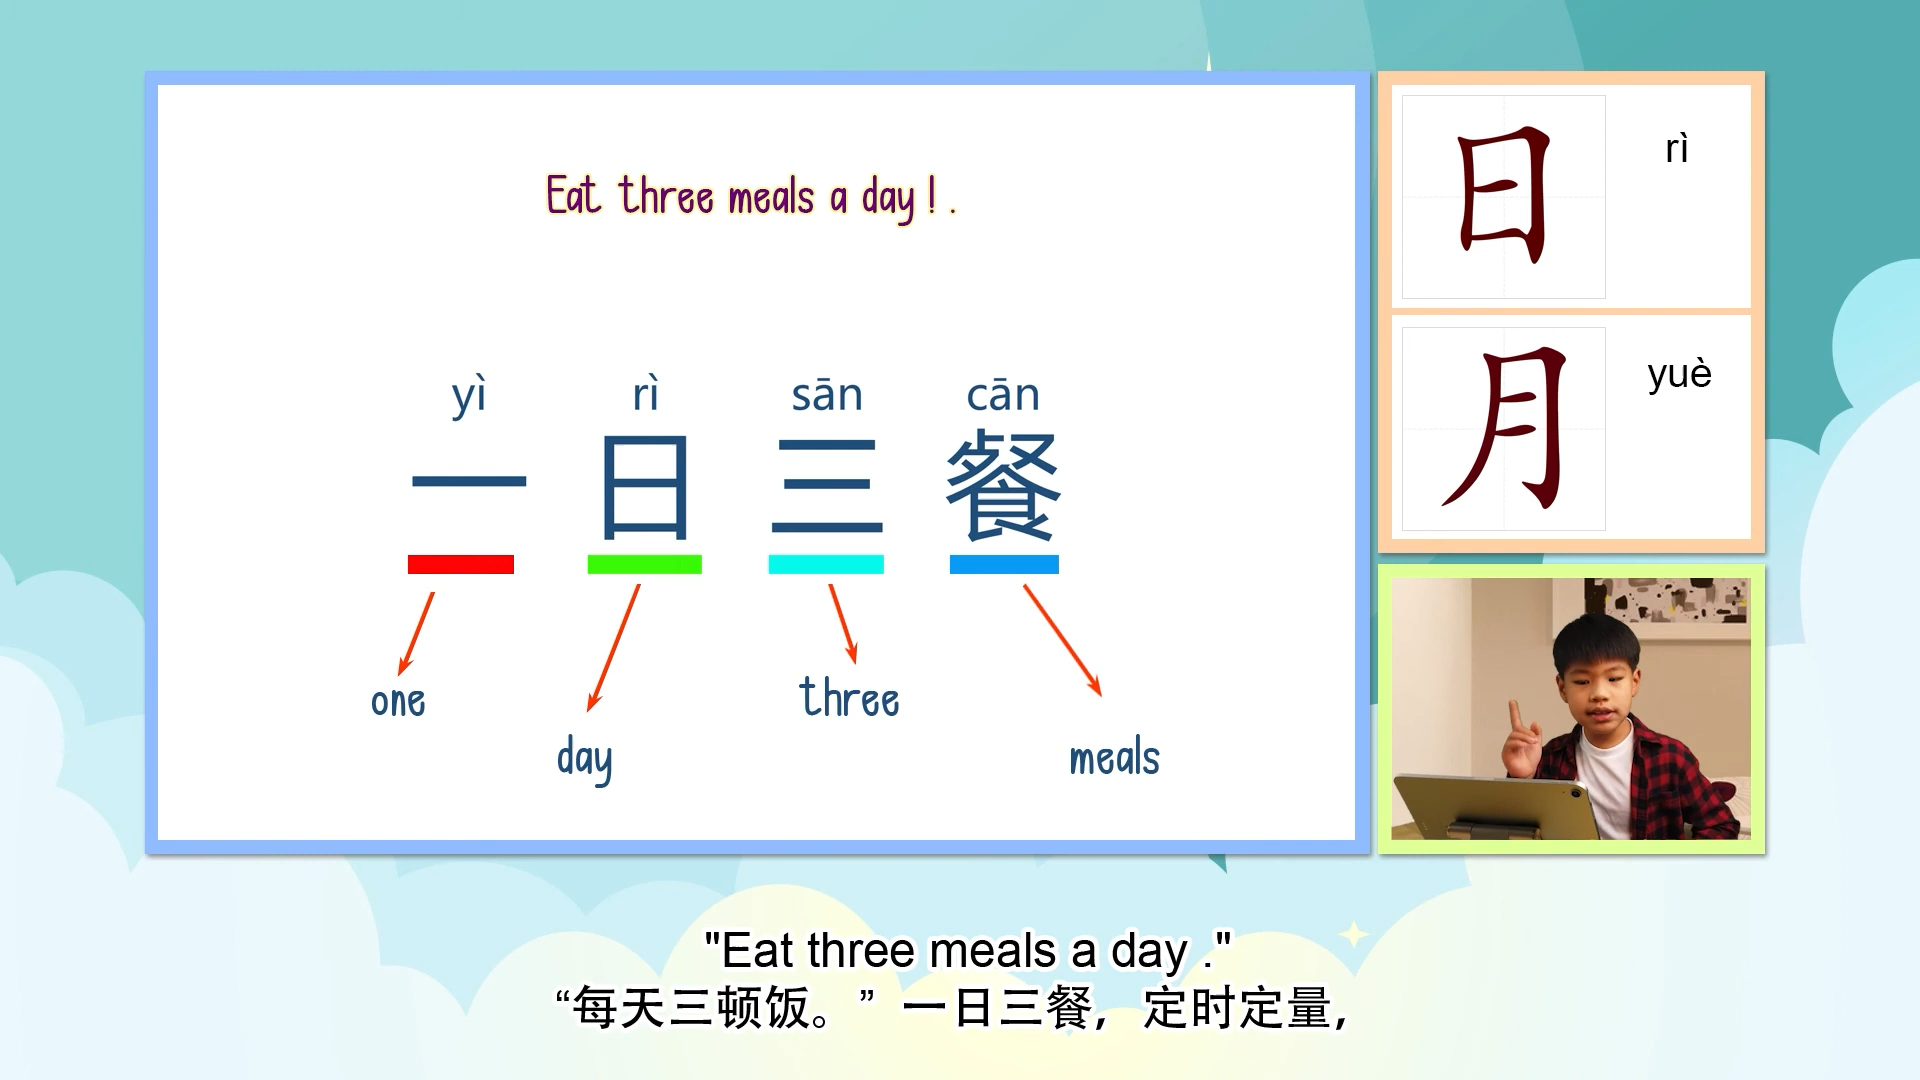 Eat three meals a day ! .
yì rì sān cān
一日三餐
one
three
day
meals
日 rì
月 yuè
"Eat three meals a day ."
“每天三顿饭。” 一日三餐，定时定量，